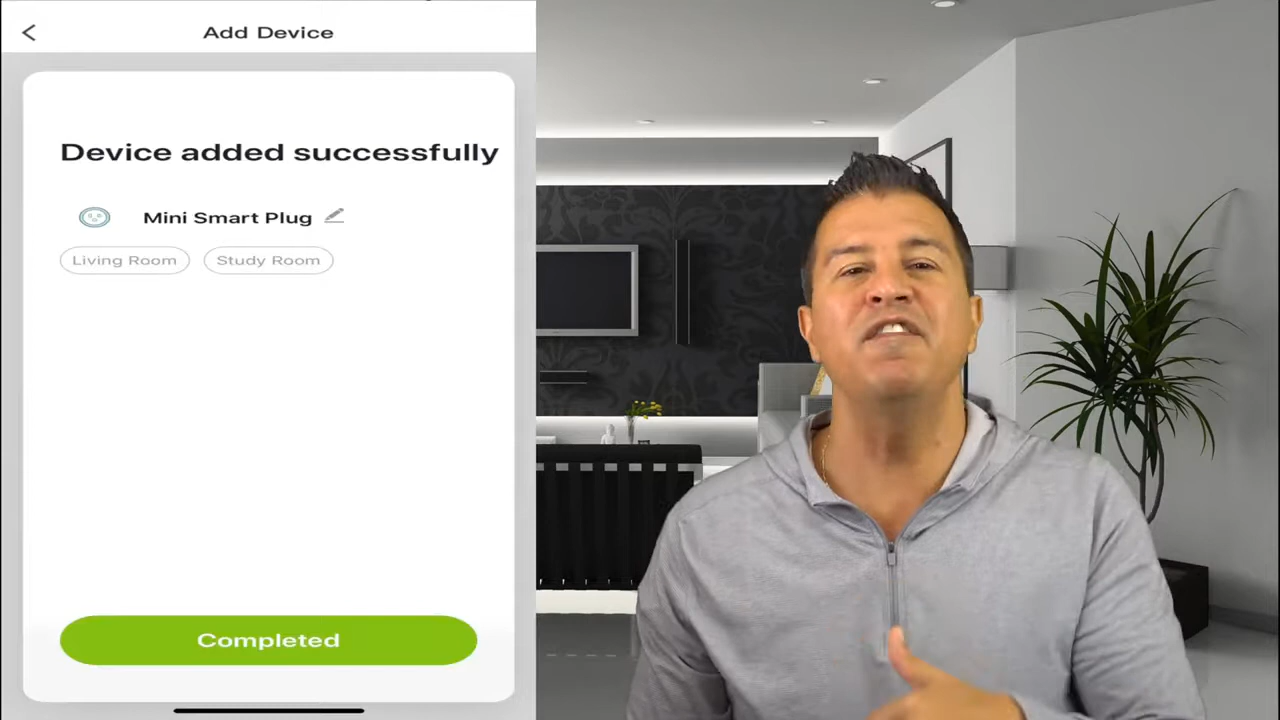 Add Device
Device added successfully
Mini Smart Plug
Living Room Study Room
Completed